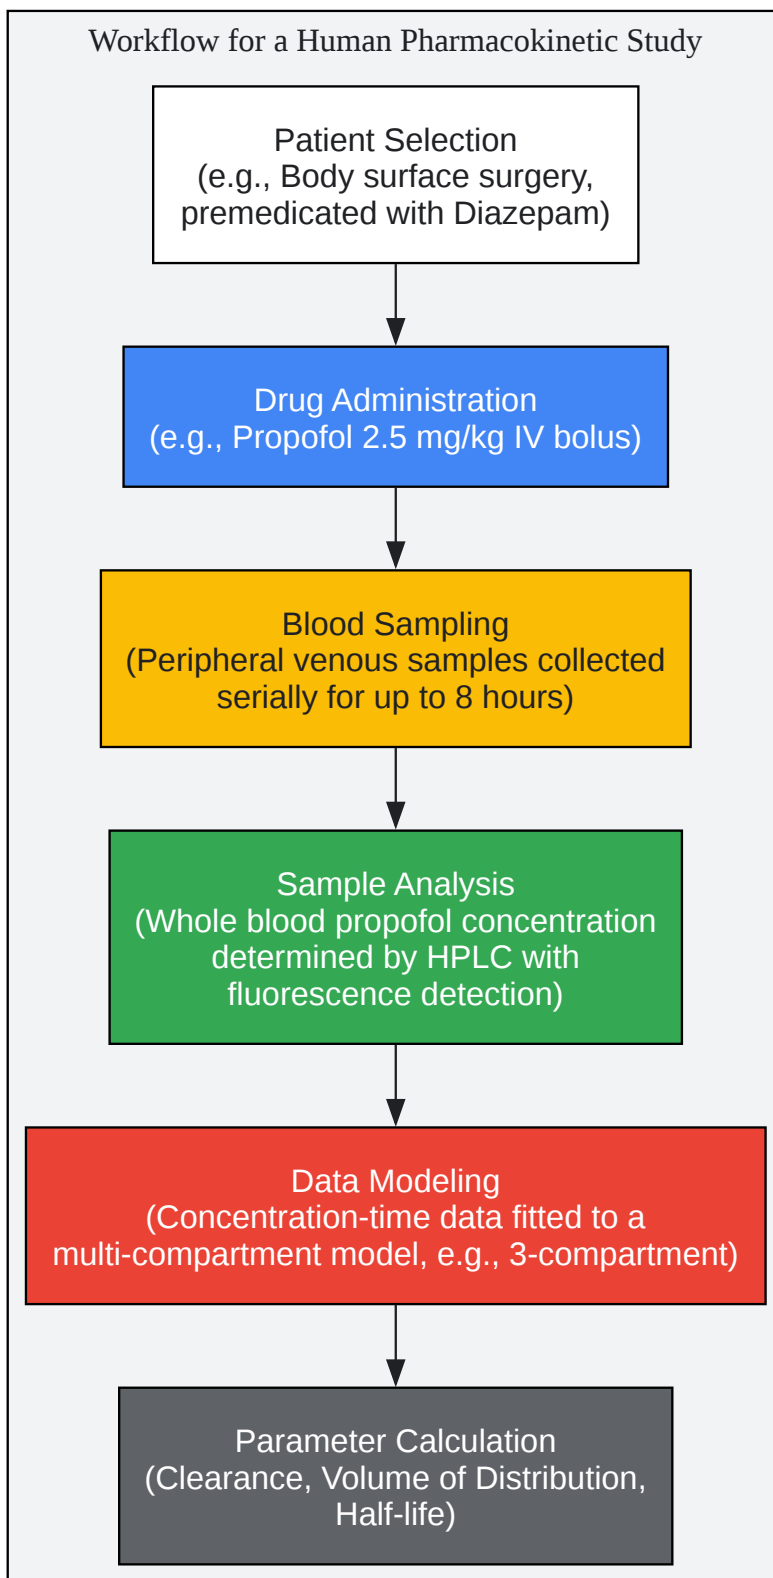 Workflow for a Human Pharmacokinetic Study
Patient Selection
(e.g., Body surface surgery,
premedicated with Diazepam)
Drug Administration
(e.g., Propofol 2.5 mg/kg IV bolus)
Blood Sampling
(Peripheral venous samples collected
serially for up to 8 hours)
Sample Analysis
(Whole blood propofol concentration
determined by HPLC with
fluorescence detection)
Data Modeling
(Concentration-time data fitted to a
multi-compartment model, e.g., 3-compartment)
Parameter Calculation
(Clearance, Volume of Distribution,
Half-life)